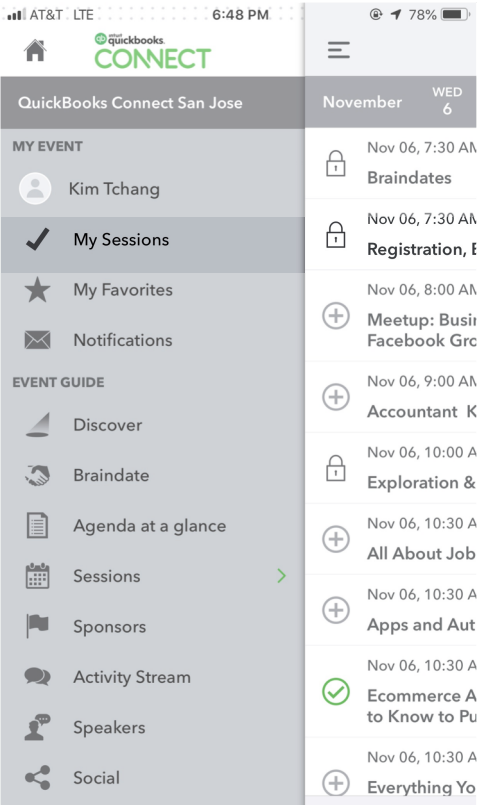 AT&T LTE 6:48 PM 78%
intuit
quickbooks.
CONNECT
QuickBooks Connect San Jose
MY EVENT
Kim Tchang
My Sessions
My Favorites
Notifications
EVENT GUIDE
Discover
Braindate
Agenda at a glance
Sessions
Sponsors
Activity Stream
Speakers
Social
November WED
6
Nov 06, 7:30 AM
Braindates
Nov 06, 7:30 AM
Registration, E
Nov 06, 8:00 AM
Meetup: Busin
Facebook Gro
Nov 06, 9:00 AM
Accountant K
Nov 06, 10:00 A
Exploration &
Nov 06, 10:30 A
All About Job
Nov 06, 10:30 A
Apps and Aut
Nov 06, 10:30 A
Ecommerce A
to Know to Pu
Nov 06, 10:30 A
Everything Yo